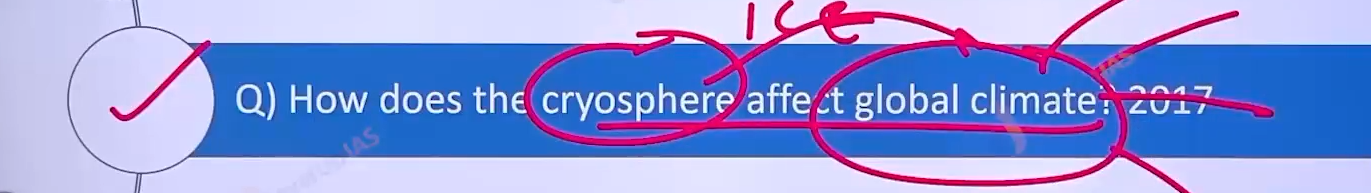 ICE
Q) How does the cryosphere affect global climate? 2017